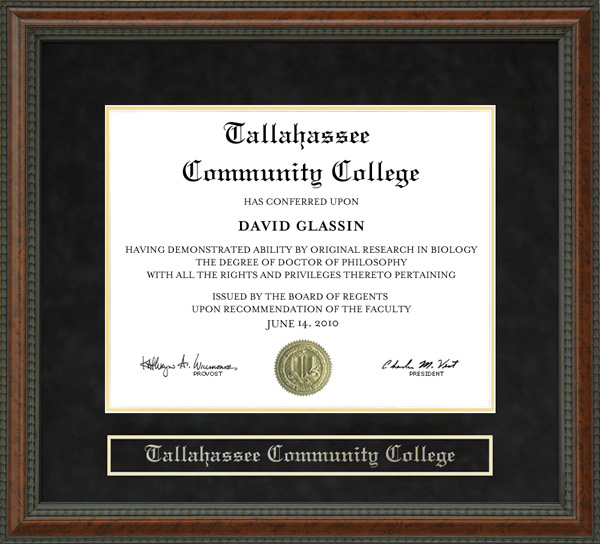 Tallahassee
Community College
HAS CONFERRED UPON
DAVID GLASSIN
HAVING DEMONSTRATED ABILITY BY ORIGINAL RESEARCH IN BIOLOGY
THE DEGREE OF DOCTOR OF PHILOSOPHY
WITH ALL THE RIGHTS AND PRIVILEGES THERETO PERTAINING
ISSUED BY THE BOARD OF REGENTS
UPON RECOMMENDATION OF THE FACULTY
JUNE 14, 2010
Charles M. Vest
PROVOST
PRESIDENT
Tallahassee Community College